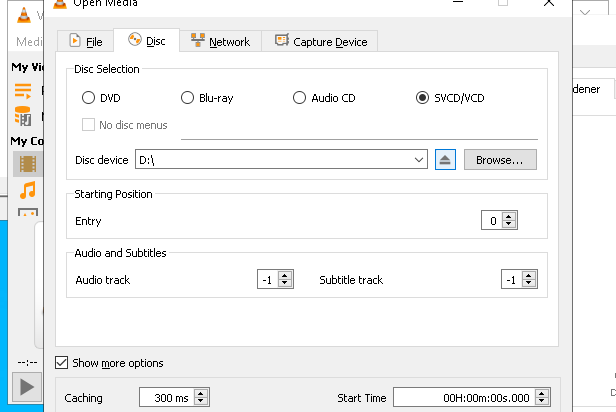 Open Media
Medi
My Vi
My Co
File
Disc
Network
Capture Device
dener
Disc Selection
DVD
Blu-ray
Audio CD
SVCD/VCD
No disc menus
Disc device
D:\
Browse...
Starting Position
Entry
0
Audio and Subtitles
Audio track
-1
Subtitle track
-1
--:--
Show more options
Caching
300 ms
Start Time
00H:00m:00s.000